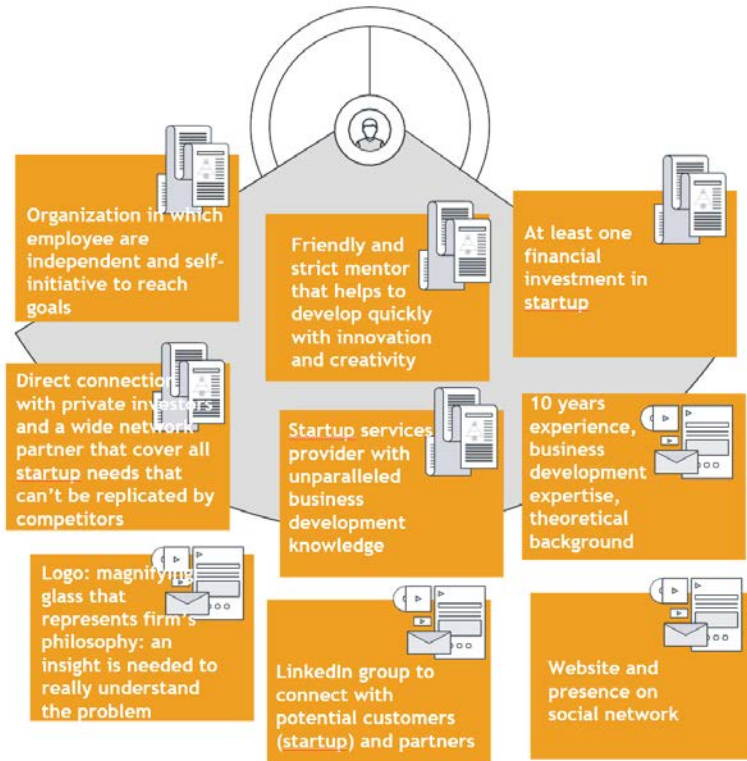 Organization in which
employee are
independent and self-
initiative to reach
goals
Friendly and
strict mentor
that helps to
develop quickly
with innovation
and creativity
At least one
financial
investment in
startup
Direct connection
with private investors
and a wide network
partner that cover all
startup needs that
can't be replicated by
competitors
Startup services
provider with
unparalleled
business
development
knowledge
10 years
experience,
business
development
expertise,
theoretical
background
Logo: magnifying
glass that
represents firm's
philosophy: an
insight is needed to
really understand
the problem
LinkedIn group to
connect with
potential customers
(startup) and partners
Website and
presence on
social network